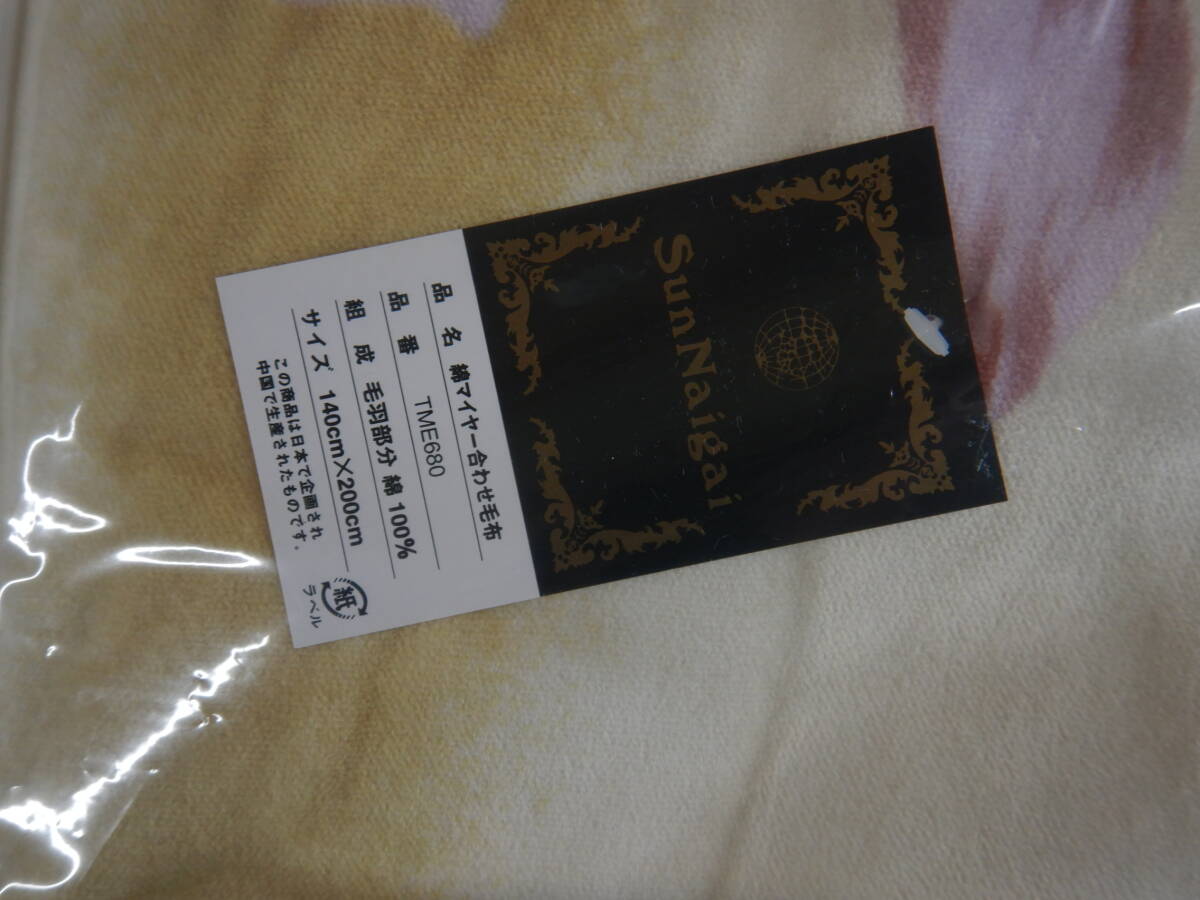 SunNaigai
品 名 綿マイヤー合わせ毛布
品 番 TME680
組 成 毛羽部分 綿 100%
サイズ 140cm×200cm
この商品は日本で企画され
中国で生産されたものです。
紙
ラベル